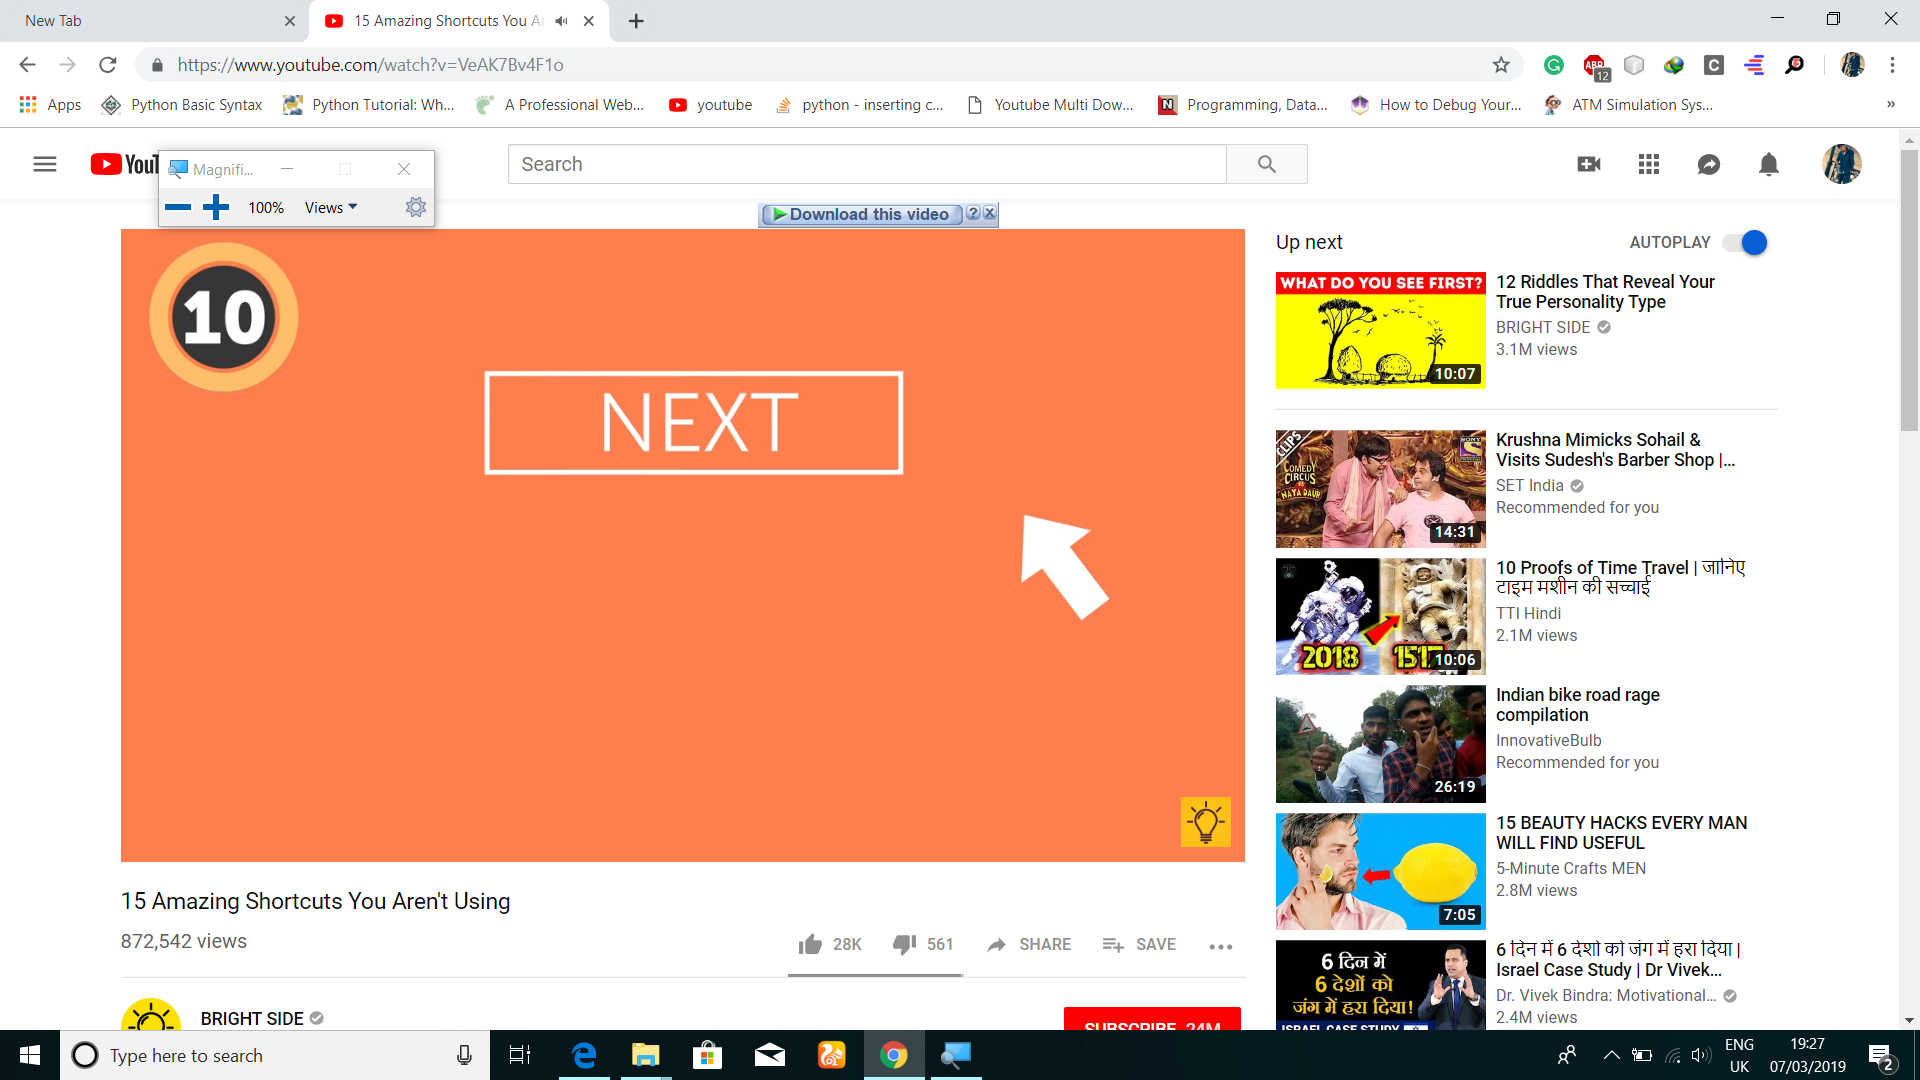 New Tab
15 Amazing Shortcuts You A
https://www.youtube.com/watch?v=VeAK7Bv4F1o
ABP
12
C
Apps
Python Basic Syntax
Python Tutorial: Wh...
A Professional Web...
youtube
python - inserting c...
Youtube Multi Dow...
N
Programming, Data...
How to Debug Your...
ATM Simulation Sys...
»
YouT
Magnifi...
100%
Views
Search
Download this video
?
10
NEXT
Up next
AUTOPLAY
WHAT DO YOU SEE FIRST?
10:07
12 Riddles That Reveal Your
True Personality Type
BRIGHT SIDE
3.1M views
CLIPS
SONY
COMEDY
CIRCUS
NAYA DAUR
14:31
Krushna Mimicks Sohail &
Visits Sudesh's Barber Shop |...
SET India
Recommended for you
2018
1517
10:06
10 Proofs of Time Travel | जानिए
टाइम मशीन की सच्चाई
TTI Hindi
2.1M views
26:19
Indian bike road rage
compilation
InnovativeBulb
Recommended for you
7:05
15 BEAUTY HACKS EVERY MAN
WILL FIND USEFUL
5-Minute Crafts MEN
2.8M views
6 दिन में
6 देशों को
जंग में हरा दिया!
ISRAEL CASE STUDY
6 दिन में 6 देशों को जंग में हरा दिया |
Israel Case Study | Dr Vivek...
Dr. Vivek Bindra: Motivational...
2.4M views
15 Amazing Shortcuts You Aren't Using
872,542 views
28K
561
SHARE
SAVE
BRIGHT SIDE
SUBSCRIBE 24M
Type here to search
ENG
UK
19:27
07/03/2019
2